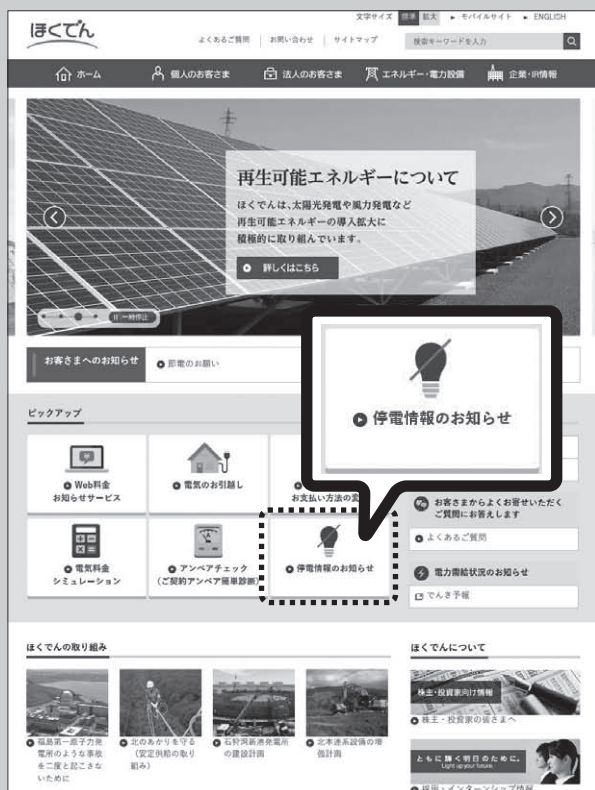 文字サイズ 標準 拡大 モバイルサイト ENGLISH
ほくでん
よくあるご質問 お問い合わせ サイトマップ 検索キーワードを入力
ホーム 個人のお客さま 法人のお客さま エネルギー・電力設備 企業・IR情報
再生可能エネルギーについて
ほくでんは、太陽光発電や風力発電など
再生可能エネルギーの導入拡大に
積極的に取り組んでいます。
詳しくはこちら
一時停止
お客さまへのお知らせ 節電のお願い
停電情報のお知らせ
ピックアップ
Web料金
お知らせサービス
電気のお引越し
お支払い方法の変
お客さまからよくお寄せいただく
ご質問にお答えします
よくあるご質問
電気料金
シミュレーション
アンペアチェック
(ご契約アンペア簡単診断)
停電情報のお知らせ
電力需給状況のお知らせ
でんき予報
ほくでんの取り組み
福島第一原子力発
電所のような事故
を二度と起こさな
いために
北のあかりを守る
(安定供給の取り
組み)
石狩湾新港発電所
の建設計画
北本連系設備の増
強計画
ほくでんについて
株主・投資家向け情報
株主・投資家の皆さまへ
ともに輝く明日のために。
Light up your future.
採用・インターンシップ情報